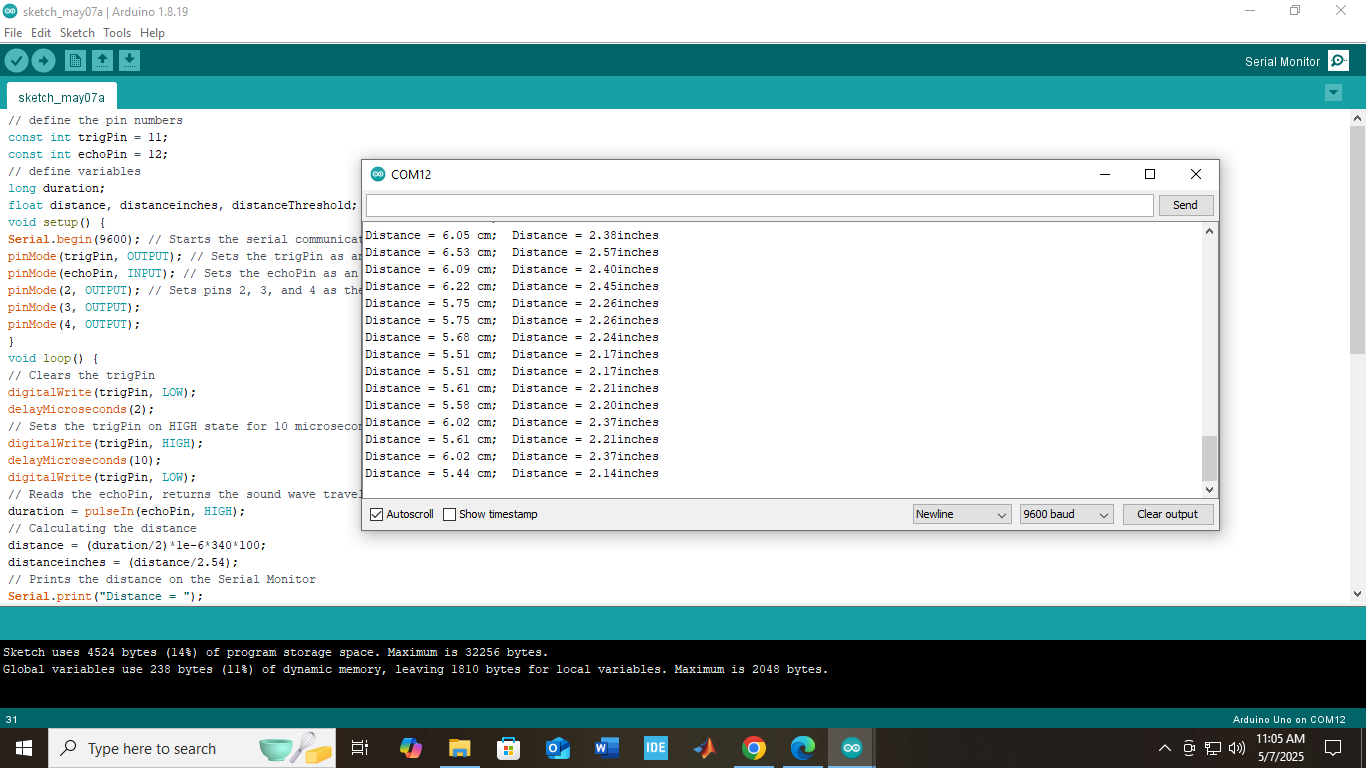 sketch_may07a | Arduino 1.8.19
File Edit Sketch Tools Help
Serial Monitor
sketch_may07a
// define the pin numbers
const int trigPin = 11;
const int echoPin = 12;
// define variables
long duration;
float distance, distanceinches, distanceThreshold;
void setup() {
Serial.begin(9600); // Starts the serial communicat
pinMode(trigPin, OUTPUT); // Sets the trigPin as an
pinMode(echoPin, INPUT); // Sets the echoPin as an
pinMode(2, OUTPUT); // Sets pins 2, 3, and 4 as the
pinMode(3, OUTPUT);
pinMode(4, OUTPUT);
}
void loop() {
// Clears the trigPin
digitalWrite(trigPin, LOW);
delayMicroseconds(2);
// Sets the trigPin on HIGH state for 10 microsecon
digitalWrite(trigPin, HIGH);
delayMicroseconds(10);
digitalWrite(trigPin, LOW);
// Reads the echoPin, returns the sound wave travel
duration = pulseIn(echoPin, HIGH);
// Calculating the distance
distance = (duration/2)*1e-6*340*100;
distanceinches = (distance/2.54);
// Prints the distance on the Serial Monitor
Serial.print("Distance = ");
COM12
Send
Distance = 6.05 cm;  Distance = 2.38inches
Distance = 6.53 cm;  Distance = 2.57inches
Distance = 6.09 cm;  Distance = 2.40inches
Distance = 6.22 cm;  Distance = 2.45inches
Distance = 5.75 cm;  Distance = 2.26inches
Distance = 5.75 cm;  Distance = 2.26inches
Distance = 5.68 cm;  Distance = 2.24inches
Distance = 5.51 cm;  Distance = 2.17inches
Distance = 5.51 cm;  Distance = 2.17inches
Distance = 5.61 cm;  Distance = 2.21inches
Distance = 5.58 cm;  Distance = 2.20inches
Distance = 6.02 cm;  Distance = 2.37inches
Distance = 5.61 cm;  Distance = 2.21inches
Distance = 6.02 cm;  Distance = 2.37inches
Distance = 5.44 cm;  Distance = 2.14inches
Autoscroll Show timestamp Newline 9600 baud Clear output
Sketch uses 4524 bytes (14%) of program storage space. Maximum is 32256 bytes.
Global variables use 238 bytes (11%) of dynamic memory, leaving 1810 bytes for local variables. Maximum is 2048 bytes.
31 Arduino Uno on COM12
Type here to search
IDE
11:05 AM
5/7/2025